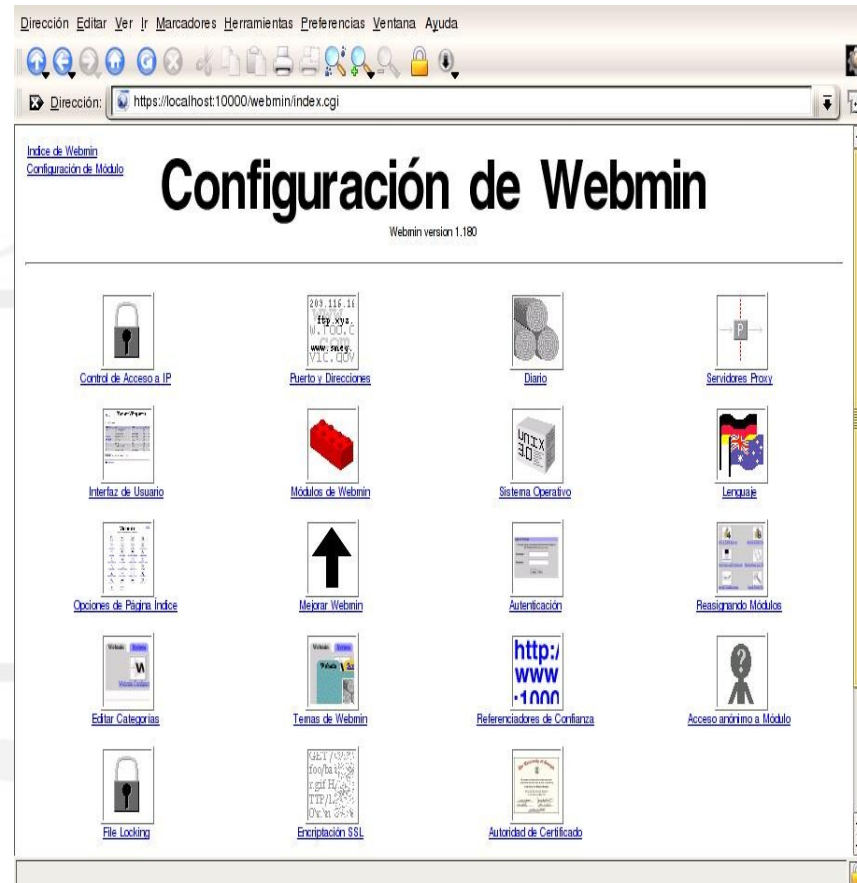 Dirección Editar Ver Ir Marcadores Herramientas Preferencias Ventana Ayuda
Dirección: https://localhost:10000/webmin/index.cgi
Indice de Webmin
Configuración de Módulo
Configuración de Webmin
Webmin version 1.180
Control de Acceso a IP
Puerto y Direcciones
Diario
Servidores Proxy
Interfaz de Usuario
Módulos de Webmin
Sistema Operativo
Lenguaje
Opciones de Página Índice
Mejorar Webmin
Autenticación
Reasignando Módulos
Editar Categorias
Temas de Webmin
Referenciadores de Confianza
Acceso anónimo a Módulo
File Locking
Encriptación SSL
Autoridad de Certificado